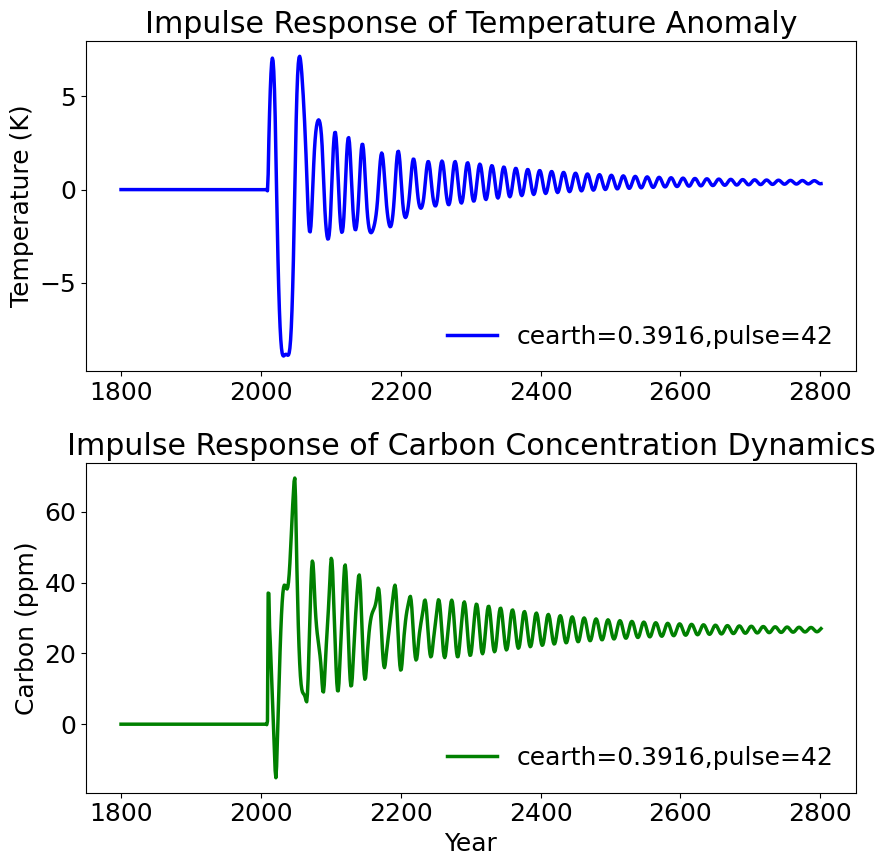 Impulse Response of Temperature Anomaly
Temperature (K)
5
0
−5
cearth=0.3916,pulse=42
1800 2000 2200 2400 2600 2800
Impulse Response of Carbon Concentration Dynamics
Carbon (ppm)
60
40
20
0
cearth=0.3916,pulse=42
1800 2000 2200 2400 2600 2800
Year